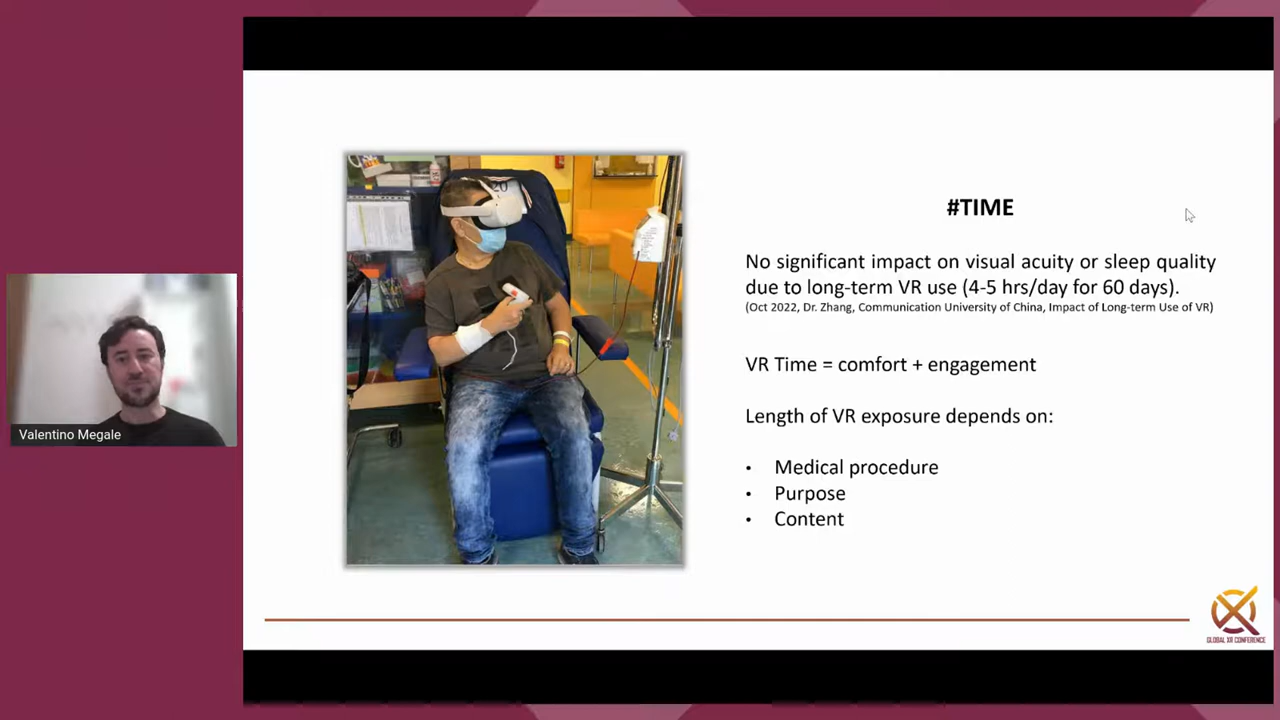 #TIME
No significant impact on visual acuity or sleep quality
due to long-term VR use (4-5 hrs/day for 60 days).
(Oct 2022, Dr. Zhang, Communication University of China, Impact of Long-term Use of VR)
VR Time = comfort + engagement
Length of VR exposure depends on:
• Medical procedure
• Purpose
• Content
Valentino Megale
GLOBAL XR CONFERENCE
20